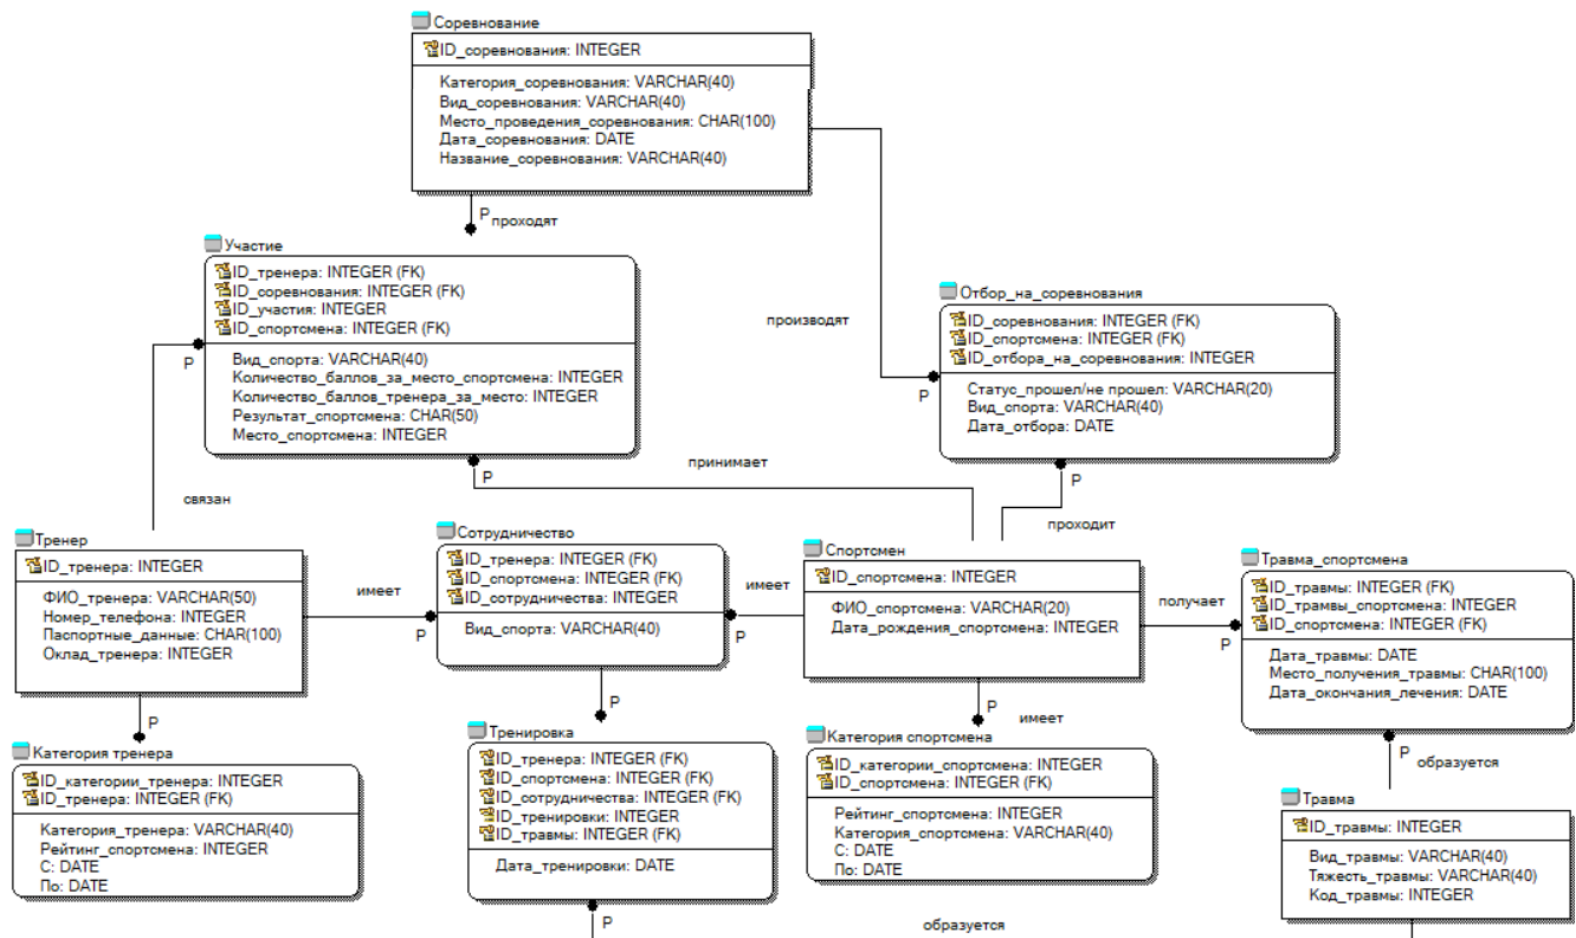 Соревнование
ID_соревнования: INTEGER
Категория_соревнования: VARCHAR(40)
Вид_соревнования: VARCHAR(40)
Место_проведения_соревнования: CHAR(100)
Дата_соревнования: DATE
Название_соревнования: VARCHAR(40)
P
проходят
Участие
ID_тренера: INTEGER (FK)
ID_соревнования: INTEGER (FK)
ID_участия: INTEGER
ID_спортсмена: INTEGER (FK)
Вид_спорта: VARCHAR(40)
Количество_баллов_за_место_спортсмена: INTEGER
Количество_баллов_тренера_за_место: INTEGER
Результат_спортсмена: CHAR(50)
Место_спортсмена: INTEGER
P
P
связан
принимает
производят
Отбор_на_соревнования
ID_соревнования: INTEGER (FK)
ID_спортсмена: INTEGER (FK)
ID_отбора_на_соревнования: INTEGER
Статус_прошел/не прошел: VARCHAR(20)
Вид_спорта: VARCHAR(40)
Дата_отбора: DATE
P
P
проходит
Тренер
ID_тренера: INTEGER
ФИО_тренера: VARCHAR(50)
Номер_телефона: INTEGER
Паспортные_данные: CHAR(100)
Оклад_тренера: INTEGER
имеет
P
Сотрудничество
ID_тренера: INTEGER (FK)
ID_спортсмена: INTEGER (FK)
ID_сотрудничества: INTEGER
Вид_спорта: VARCHAR(40)
имеет
P
Спортсмен
ID_спортсмена: INTEGER
ФИО_спортсмена: VARCHAR(20)
Дата_рождения_спортсмена: INTEGER
получает
P
Травма_спортсмена
ID_травмы: INTEGER (FK)
ID_трамвы_спортсмена: INTEGER
ID_спортсмена: INTEGER (FK)
Дата_травмы: DATE
Место_получения_травмы: CHAR(100)
Дата_окончания_лечения: DATE
P
Категория тренера
ID_категории_тренера: INTEGER
ID_тренера: INTEGER (FK)
Категория_тренера: VARCHAR(40)
Рейтинг_спортсмена: INTEGER
С: DATE
По: DATE
P
Тренировка
ID_тренера: INTEGER (FK)
ID_спортсмена: INTEGER (FK)
ID_сотрудничества: INTEGER (FK)
ID_тренировки: INTEGER
ID_травмы: INTEGER (FK)
Дата_тренировки: DATE
P
P
имеет
Категория спортсмена
ID_категории_спортсмена: INTEGER
ID_спортсмена: INTEGER (FK)
Рейтинг_спортсмена: INTEGER
Категория_спортсмена: VARCHAR(40)
С: DATE
По: DATE
P
образуется
Травма
ID_травмы: INTEGER
Вид_травмы: VARCHAR(40)
Тяжесть_травмы: VARCHAR(40)
Код_травмы: INTEGER
образуется